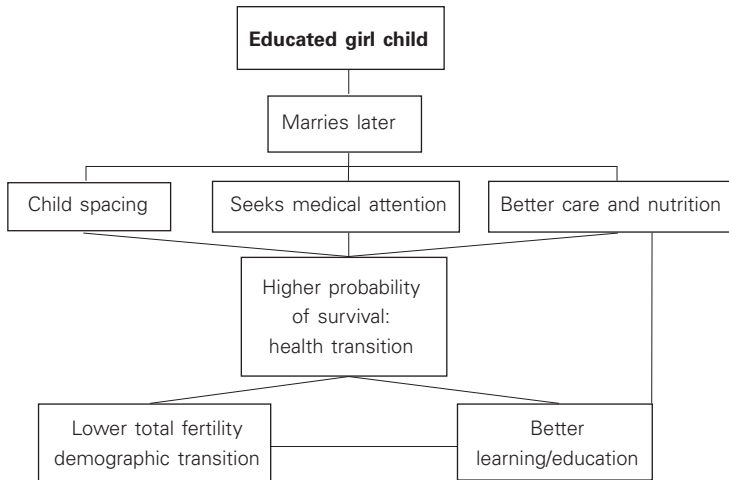 Educated girl child
Marries later
Child spacing
Seeks medical attention
Better care and nutrition
Higher probability
of survival:
health transition
Lower total fertility
demographic transition
Better
learning/education